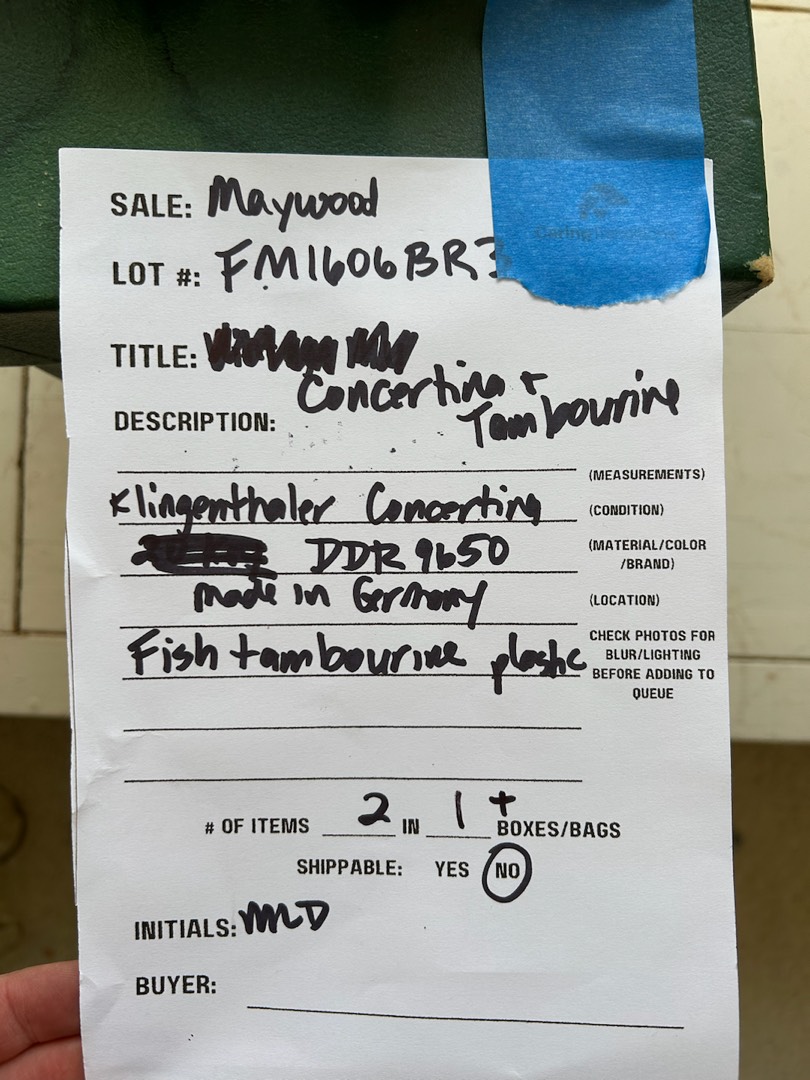 SALE: Maywood
LOT #: FM1606BR3
TITLE:
Concertina +
Tambourine
DESCRIPTION:
(MEASUREMENTS)
Klingenthaler Concertina (CONDITION)
DDR 9650 (MATERIAL/COLOR
/BRAND)
made in Germany (LOCATION)
Fish tambourine plastic CHECK PHOTOS FOR
BLUR/LIGHTING
BEFORE ADDING TO
QUEUE
# OF ITEMS 2 IN 1 + BOXES/BAGS
SHIPPABLE: YES NO
INITIALS: MLD
BUYER: